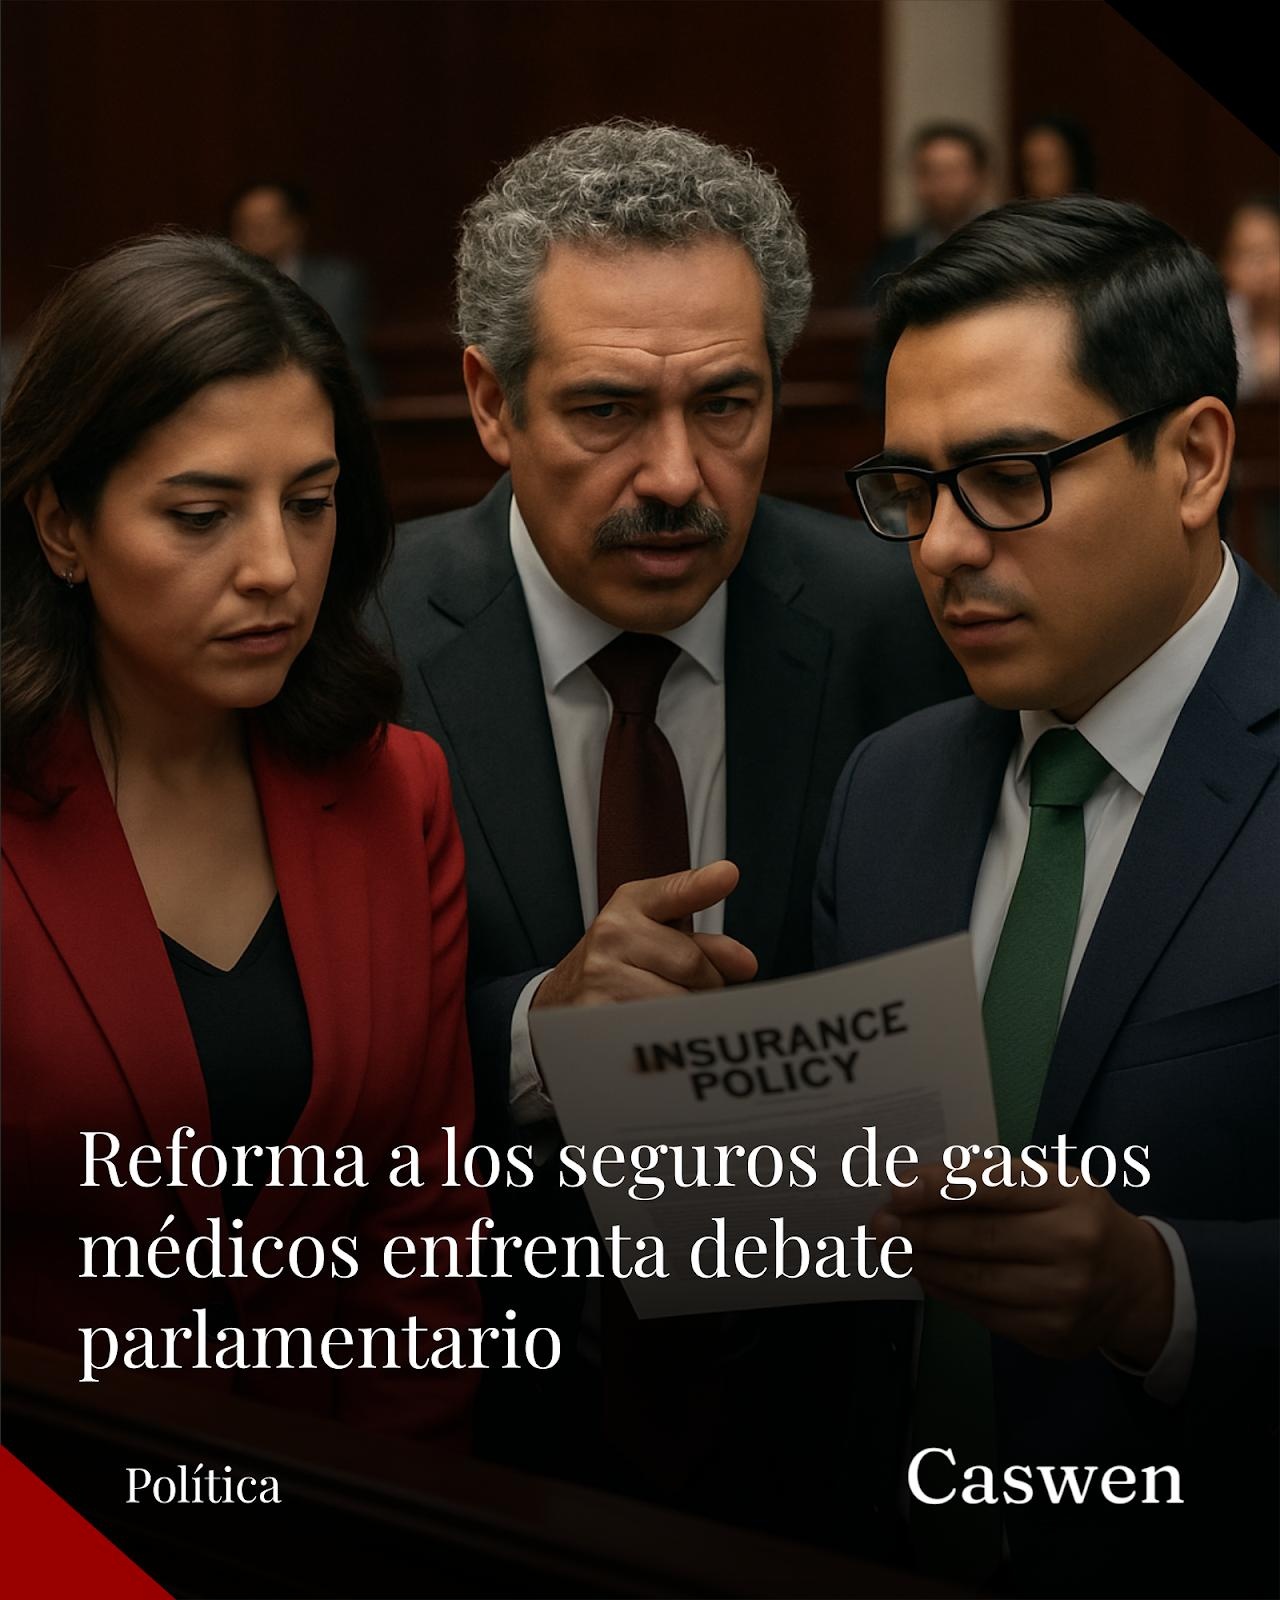 INSURANCE
POLICY
Reforma a los seguros de gastos
médicos enfrenta debate
parlamentario
Política
Caswen